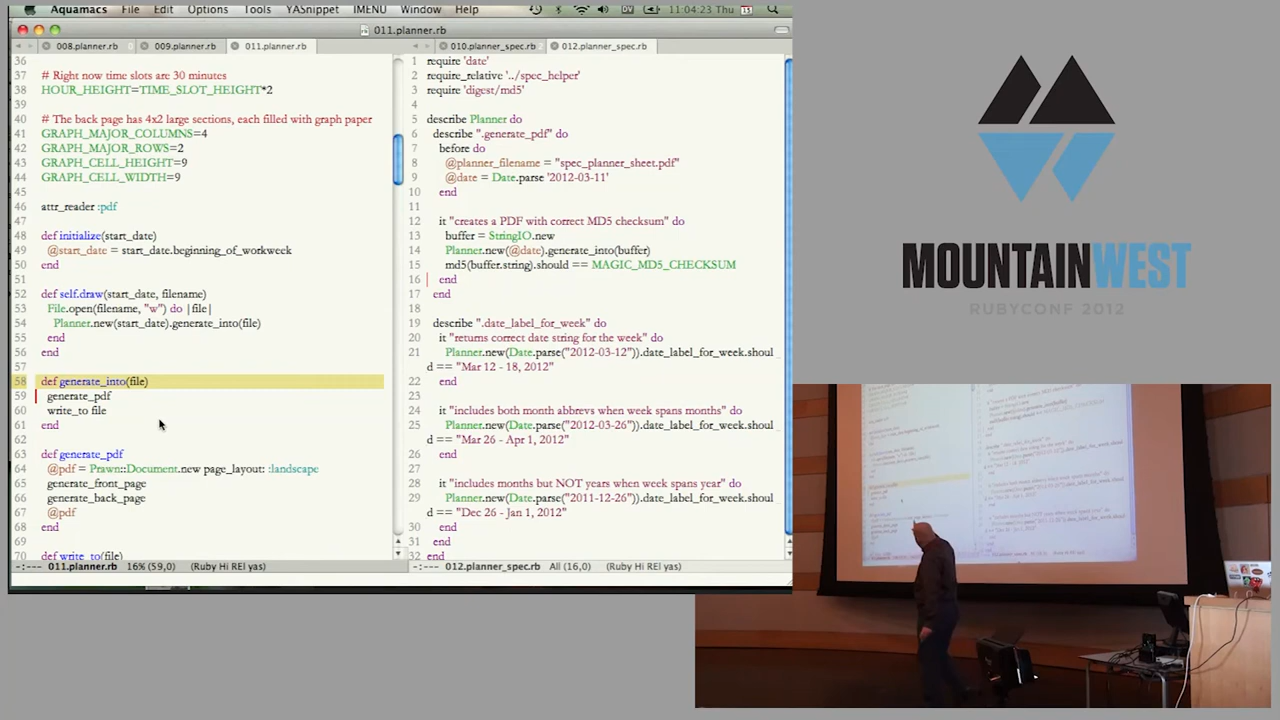 Aquamacs File Edit Options Tools YASnippet IMENU Window Help 11:04:23 Thu
011.planner.rb
008.planner.rb 009.planner.rb 011.planner.rb
36
37 # Right now time slots are 30 minutes
38 HOUR_HEIGHT=TIME_SLOT_HEIGHT*2
39
40 # The back page has 4x2 large sections, each filled with graph paper
41 GRAPH_MAJOR_COLUMNS=4
42 GRAPH_MAJOR_ROWS=2
43 GRAPH_CELL_HEIGHT=9
44 GRAPH_CELL_WIDTH=9
45
46 attr_reader :pdf
47
48 def initialize(start_date)
49 @start_date = start_date.beginning_of_workweek
50 end
51
52 def self.draw(start_date, filename)
53 File.open(filename, "w") do |file|
54 Planner.new(start_date).generate_into(file)
55 end
56 end
57
58 def generate_into(file)
59 generate_pdf
60 write_to file
61 end
62
63 def generate_pdf
64 @pdf = Prawn::Document.new page_layout: :landscape
65 generate_front_page
66 generate_back_page
67 @pdf
68 end
69
70 def write_to(file)
-:--- 011.planner.rb 16% (59,0) (Ruby Hi REl yas)
010.planner_spec.rb 012.planner_spec.rb
1 require 'date'
2 require_relative '../spec_helper'
3 require 'digest/md5'
4
5 describe Planner do
6 describe ".generate_pdf" do
7 before do
8 @planner_filename = "spec_planner_sheet.pdf"
9 @date = Date.parse '2012-03-11'
10 end
11
12 it "creates a PDF with correct MD5 checksum" do
13 buffer = StringIO.new
14 Planner.new(@date).generate_into(buffer)
15 md5(buffer.string).should == MAGIC_MD5_CHECKSUM
16 end
17 end
18
19 describe ".date_label_for_week" do
20 it "returns correct date string for the week" do
21 Planner.new(Date.parse("2012-03-12")).date_label_for_week.shoul
d == "Mar 12 - 18, 2012"
22 end
23
24 it "includes both month abbrevs when week spans months" do
25 Planner.new(Date.parse("2012-03-26")).date_label_for_week.shoul
d == "Mar 26 - Apr 1, 2012"
26 end
27
28 it "includes months but NOT years when week spans year" do
29 Planner.new(Date.parse("2011-12-26")).date_label_for_week.shoul
d == "Dec 26 - Jan 1, 2012"
30 end
31 end
32 end
-:--- 012.planner_spec.rb All (16,0) (Ruby Hi REl yas)
MOUNTAINWEST
RUBYCONF 2012